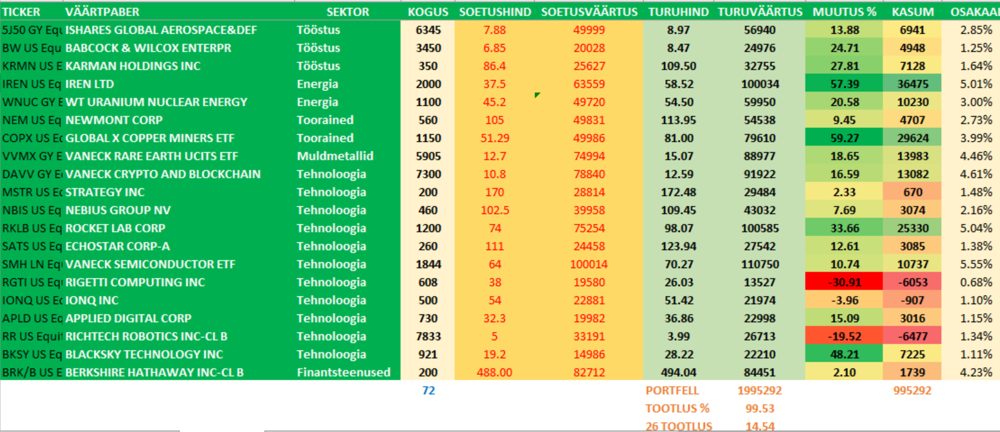 TICKER VÄÄRTPABER SEKTOR KOGUS SOETUSHIND SOETUSVÄÄRTUS TURUHIND TURUVÄÄRTUS MUUTUS % KASUM OSAKAAL
5J50 GY Equ ISHARES GLOBAL AEROSPACE&DEF Tööstus 6345 7.88 49999 8.97 56940 13.88 6941 2.85%
BW US Equ BABCOCK & WILCOX ENTERPR Tööstus 3450 6.85 20028 8.47 24976 24.71 4948 1.25%
KRMN US E KARMAN HOLDINGS INC Tööstus 350 86.4 25627 109.50 32755 27.81 7128 1.64%
IREN US Eq IREN LTD Energia 2000 37.5 63559 58.52 100034 57.39 36475 5.01%
WNUC GY E WT URANIUM NUCLEAR ENERGY Energia 1100 45.2 49720 54.50 59950 20.58 10230 3.00%
NEM US Eq NEWMONT CORP Toorained 560 105 49831 113.95 54538 9.45 4707 2.73%
COPX US Ec GLOBAL X COPPER MINERS ETF Toorained 1150 51.29 49986 81.00 79610 59.27 29624 3.99%
VVMX GY E VANECK RARE EARTH UCITS ETF Muldmetallid 5905 12.7 74994 15.07 88977 18.65 13983 4.46%
DAVV GY E VANECK CRYPTO AND BLOCKCHAIN Tehnoloogia 7300 10.8 78840 12.59 91922 16.59 13082 4.61%
MSTR US Ec STRATEGY INC Tehnoloogia 200 170 28814 172.48 29484 2.33 670 1.48%
NBIS US Eq NEBIUS GROUP NV Tehnoloogia 460 102.5 39958 109.45 43032 7.69 3074 2.16%
RKLB US Eq ROCKET LAB CORP Tehnoloogia 1200 74 75254 98.07 100585 33.66 25330 5.04%
SATS US Eq ECHOSTAR CORP-A Tehnoloogia 260 111 24458 123.94 27542 12.61 3085 1.38%
SMH LN Equ VANECK SEMICONDUCTOR ETF Tehnoloogia 1844 64 100014 70.27 110750 10.74 10737 5.55%
RGTI US Equ RIGETTI COMPUTING INC Tehnoloogia 608 38 19580 26.03 13527 -30.91 -6053 0.68%
IONQ US Ec IONQ INC Tehnoloogia 500 54 22881 51.42 21974 -3.96 -907 1.10%
APLD US Eq APPLIED DIGITAL CORP Tehnoloogia 730 32.3 19982 36.86 22998 15.09 3016 1.15%
RR US Equit RICHTECH ROBOTICS INC-CL B Tehnoloogia 7833 5 33191 3.99 26713 -19.52 -6477 1.34%
BKSY US Eq BLACKSKY TECHNOLOGY INC Tehnoloogia 921 19.2 14986 28.22 22210 48.21 7225 1.11%
BRK/B US E BERKSHIRE HATHAWAY INC-CL B Finantsteenused 200 488.00 82712 494.04 84451 2.10 1739 4.23%
72 PORTFELL 1995292 995292
TOOTLUS % 99.53
26 TOOTLUS 14.54